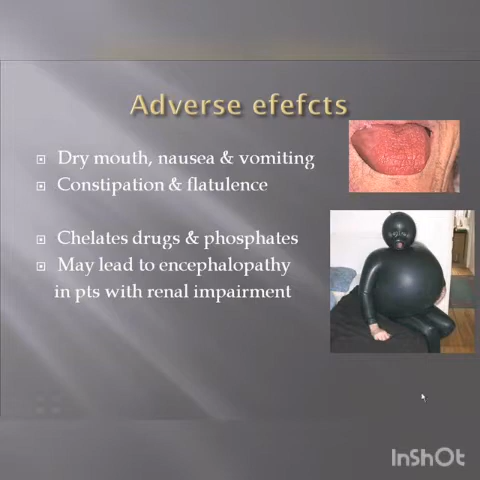 Adverse efefcts
Dry mouth, nausea & vomiting
Constipation & flatulence
Chelates drugs & phosphates
May lead to encephalopathy
in pts with renal impairment
InShOt